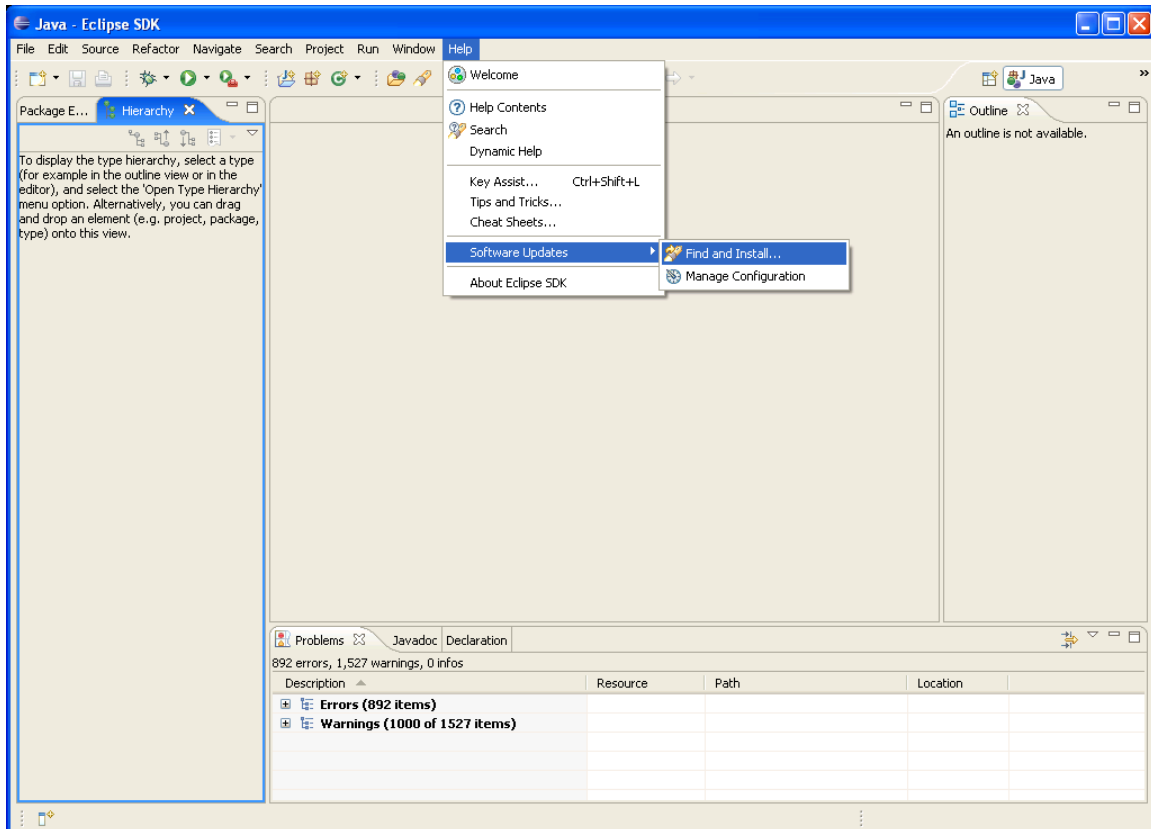 Java - Eclipse SDK
File Edit Source Refactor Navigate Search Project Run Window Help
Java
»
Package E... Hierarchy
To display the type hierarchy, select a type
(for example in the outline view or in the
editor), and select the 'Open Type Hierarchy'
menu option. Alternatively, you can drag
and drop an element (e.g. project, package,
type) onto this view.
Welcome
Help Contents
Search
Dynamic Help
Key Assist... Ctrl+Shift+L
Tips and Tricks...
Cheat Sheets...
Software Updates
About Eclipse SDK
Find and Install...
Manage Configuration
Outline
An outline is not available.
Problems Javadoc Declaration
892 errors, 1,527 warnings, 0 infos
Description Resource Path Location
Errors (892 items)
Warnings (1000 of 1527 items)